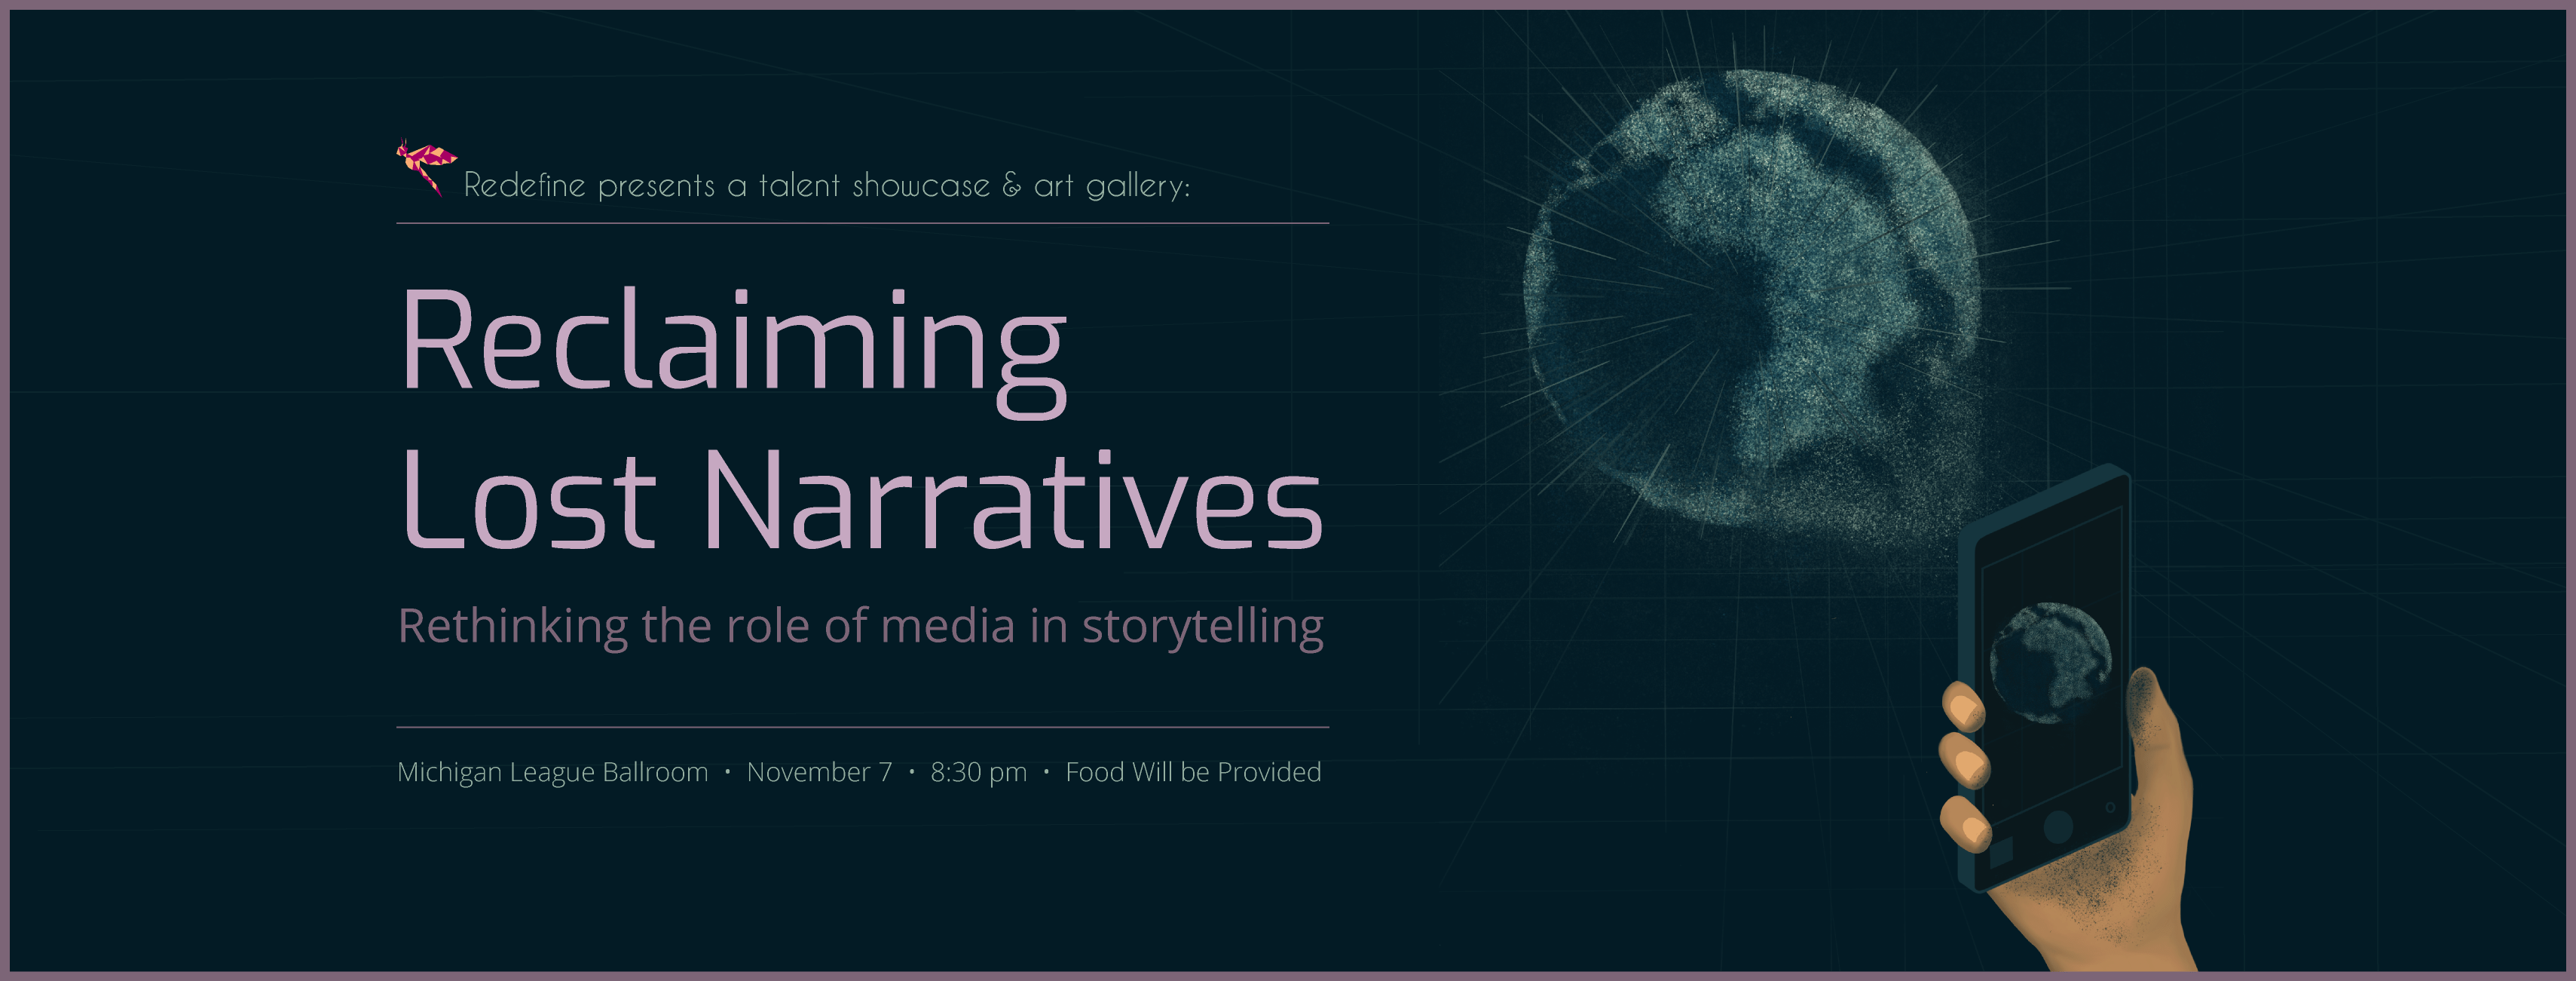 Redefine presents a talent showcase & art gallery:
Reclaiming
Lost Narratives
Rethinking the role of media in storytelling
Michigan League Ballroom • November 7 • 8:30 pm • Food Will be Provided